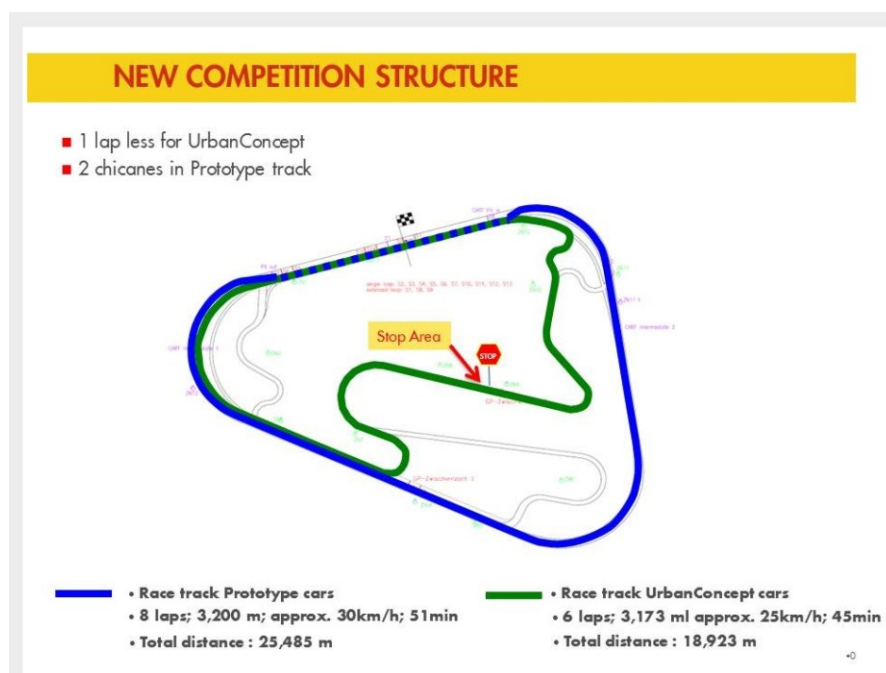 NEW COMPETITION STRUCTURE
1 lap less for UrbanConcept
2 chicanes in Prototype track
Stop Area
STOP
• Race track Prototype cars
• 8 laps; 3,200 m; approx. 30km/h; 51min
• Total distance : 25,485 m
• Race track UrbanConcept cars
• 6 laps; 3,173 ml approx. 25km/h; 45min
• Total distance : 18,923 m
•0